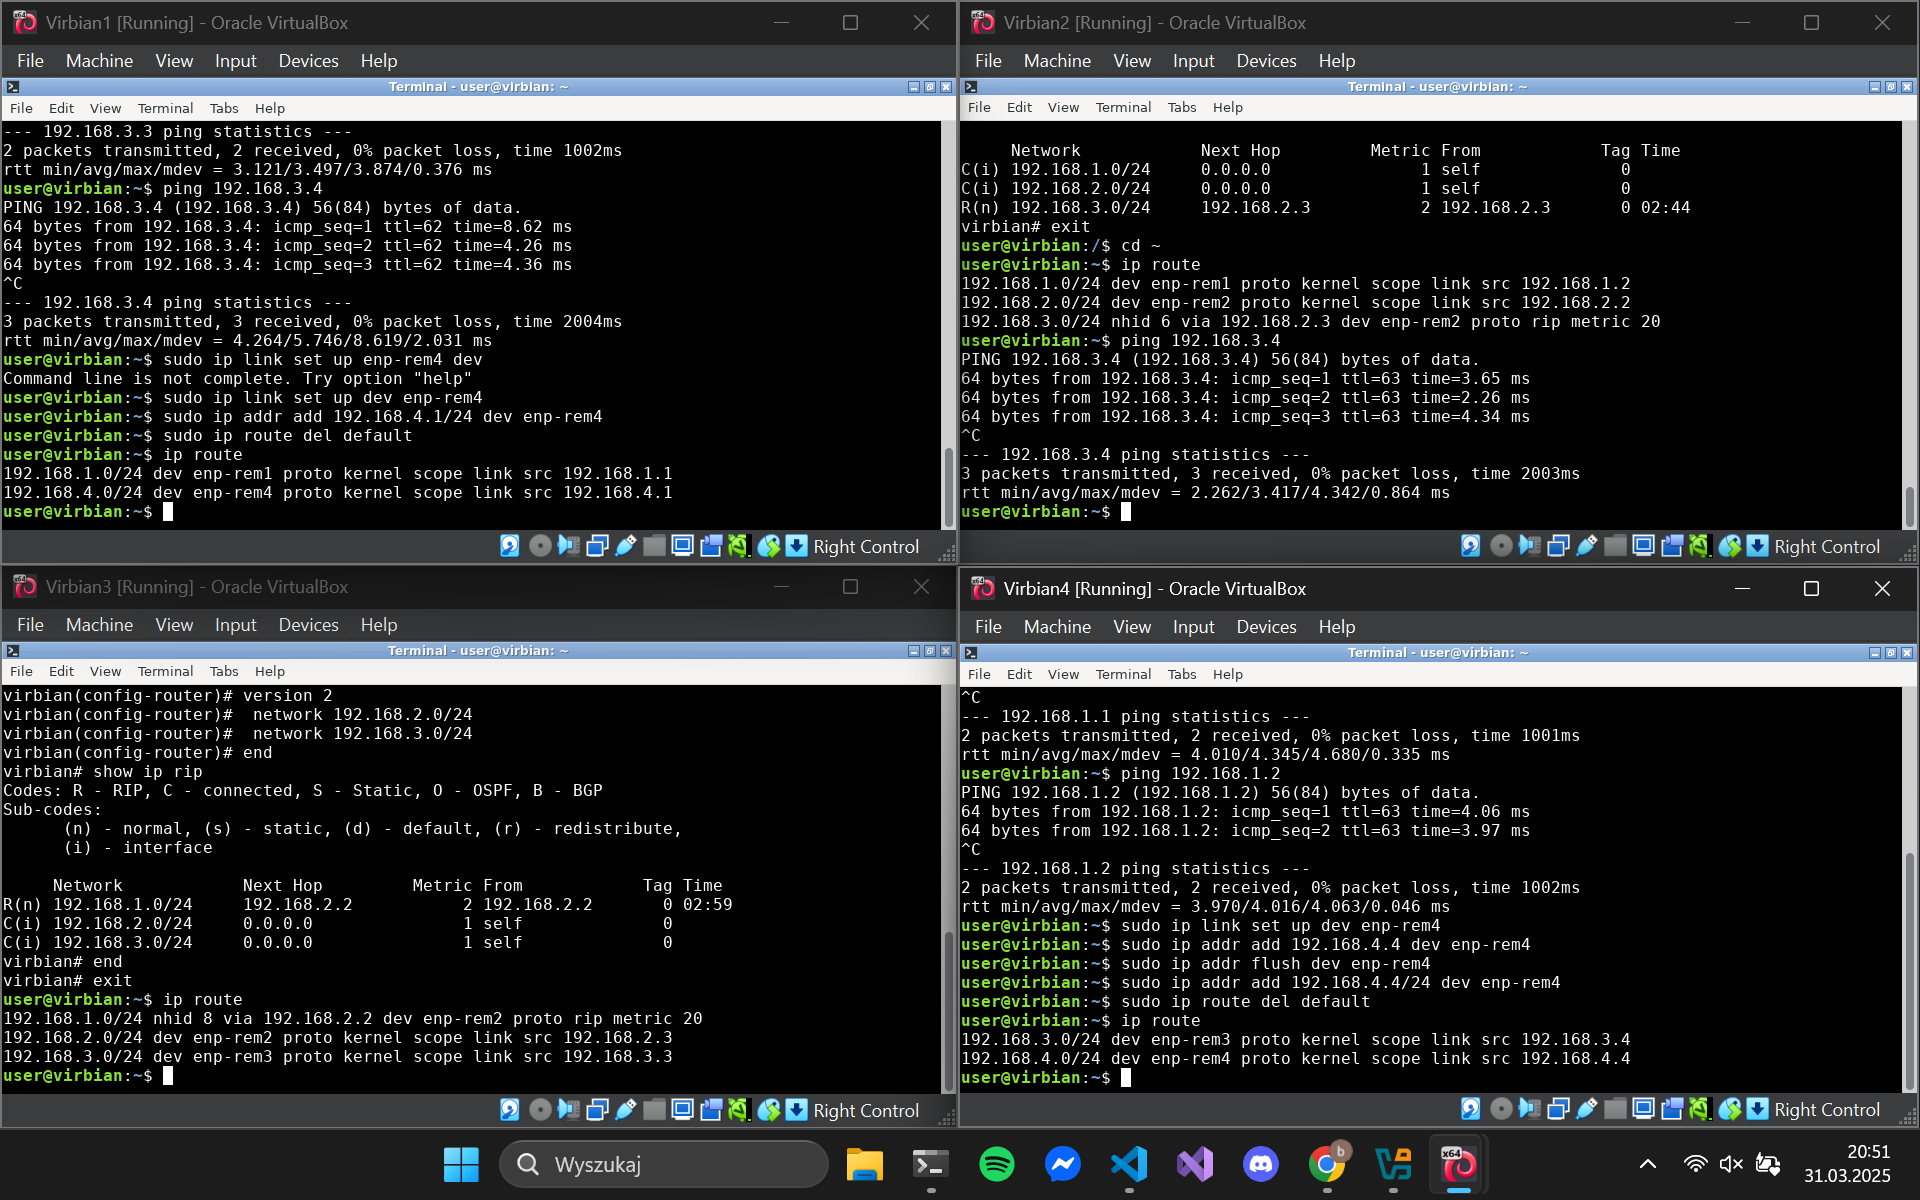 Virbian1 [Running] - Oracle VirtualBox
File Machine View Input Devices Help
Terminal - user@virbian: ~
File Edit View Terminal Tabs Help
--- 192.168.3.3 ping statistics ---
2 packets transmitted, 2 received, 0% packet loss, time 1002ms
rtt min/avg/max/mdev = 3.121/3.497/3.874/0.376 ms
user@virbian:~$ ping 192.168.3.4
PING 192.168.3.4 (192.168.3.4) 56(84) bytes of data.
64 bytes from 192.168.3.4: icmp_seq=1 ttl=62 time=8.62 ms
64 bytes from 192.168.3.4: icmp_seq=2 ttl=62 time=4.26 ms
64 bytes from 192.168.3.4: icmp_seq=3 ttl=62 time=4.36 ms
^C
--- 192.168.3.4 ping statistics ---
3 packets transmitted, 3 received, 0% packet loss, time 2004ms
rtt min/avg/max/mdev = 4.264/5.746/8.619/2.031 ms
user@virbian:~$ sudo ip link set up enp-rem4 dev
Command line is not complete. Try option "help"
user@virbian:~$ sudo ip link set up dev enp-rem4
user@virbian:~$ sudo ip addr add 192.168.4.1/24 dev enp-rem4
user@virbian:~$ sudo ip route del default
user@virbian:~$ ip route
192.168.1.0/24 dev enp-rem1 proto kernel scope link src 192.168.1.1
192.168.4.0/24 dev enp-rem4 proto kernel scope link src 192.168.4.1
user@virbian:~$
Right Control
Virbian2 [Running] - Oracle VirtualBox
File Machine View Input Devices Help
Terminal - user@virbian: ~
File Edit View Terminal Tabs Help
Network Next Hop Metric From Tag Time
C(i) 192.168.1.0/24 0.0.0.0 1 self 0
C(i) 192.168.2.0/24 0.0.0.0 1 self 0
R(n) 192.168.3.0/24 192.168.2.3 2 192.168.2.3 0 02:44
virbian# exit
user@virbian:/$ cd ~
user@virbian:~$ ip route
192.168.1.0/24 dev enp-rem1 proto kernel scope link src 192.168.1.2
192.168.2.0/24 dev enp-rem2 proto kernel scope link src 192.168.2.2
192.168.3.0/24 nhid 6 via 192.168.2.3 dev enp-rem2 proto rip metric 20
user@virbian:~$ ping 192.168.3.4
PING 192.168.3.4 (192.168.3.4) 56(84) bytes of data.
64 bytes from 192.168.3.4: icmp_seq=1 ttl=63 time=3.65 ms
64 bytes from 192.168.3.4: icmp_seq=2 ttl=63 time=2.26 ms
64 bytes from 192.168.3.4: icmp_seq=3 ttl=63 time=4.34 ms
^C
--- 192.168.3.4 ping statistics ---
3 packets transmitted, 3 received, 0% packet loss, time 2003ms
rtt min/avg/max/mdev = 2.262/3.417/4.342/0.864 ms
user@virbian:~$
Right Control
Virbian3 [Running] - Oracle VirtualBox
File Machine View Input Devices Help
Terminal - user@virbian: ~
File Edit View Terminal Tabs Help
virbian(config-router)# version 2
virbian(config-router)#  network 192.168.2.0/24
virbian(config-router)#  network 192.168.3.0/24
virbian(config-router)# end
virbian# show ip rip
Codes: R - RIP, C - connected, S - Static, O - OSPF, B - BGP
Sub-codes:
(n) - normal, (s) - static, (d) - default, (r) - redistribute,
(i) - interface
Network Next Hop Metric From Tag Time
R(n) 192.168.1.0/24 192.168.2.2 2 192.168.2.2 0 02:59
C(i) 192.168.2.0/24 0.0.0.0 1 self 0
C(i) 192.168.3.0/24 0.0.0.0 1 self 0
virbian# end
virbian# exit
user@virbian:~$ ip route
192.168.1.0/24 nhid 8 via 192.168.2.2 dev enp-rem2 proto rip metric 20
192.168.2.0/24 dev enp-rem2 proto kernel scope link src 192.168.2.3
192.168.3.0/24 dev enp-rem3 proto kernel scope link src 192.168.3.3
user@virbian:~$
Right Control
Virbian4 [Running] - Oracle VirtualBox
File Machine View Input Devices Help
Terminal - user@virbian: ~
File Edit View Terminal Tabs Help
^C
--- 192.168.1.1 ping statistics ---
2 packets transmitted, 2 received, 0% packet loss, time 1001ms
rtt min/avg/max/mdev = 4.010/4.345/4.680/0.335 ms
user@virbian:~$ ping 192.168.1.2
PING 192.168.1.2 (192.168.1.2) 56(84) bytes of data.
64 bytes from 192.168.1.2: icmp_seq=1 ttl=63 time=4.06 ms
64 bytes from 192.168.1.2: icmp_seq=2 ttl=63 time=3.97 ms
^C
--- 192.168.1.2 ping statistics ---
2 packets transmitted, 2 received, 0% packet loss, time 1002ms
rtt min/avg/max/mdev = 3.970/4.016/4.063/0.046 ms
user@virbian:~$ sudo ip link set up dev enp-rem4
user@virbian:~$ sudo ip addr add 192.168.4.4 dev enp-rem4
user@virbian:~$ sudo ip addr flush dev enp-rem4
user@virbian:~$ sudo ip addr add 192.168.4.4/24 dev enp-rem4
user@virbian:~$ sudo ip route del default
user@virbian:~$ ip route
192.168.3.0/24 dev enp-rem3 proto kernel scope link src 192.168.3.4
192.168.4.0/24 dev enp-rem4 proto kernel scope link src 192.168.4.4
user@virbian:~$
Right Control
Wyszukaj
b
x64
20:51
31.03.2025